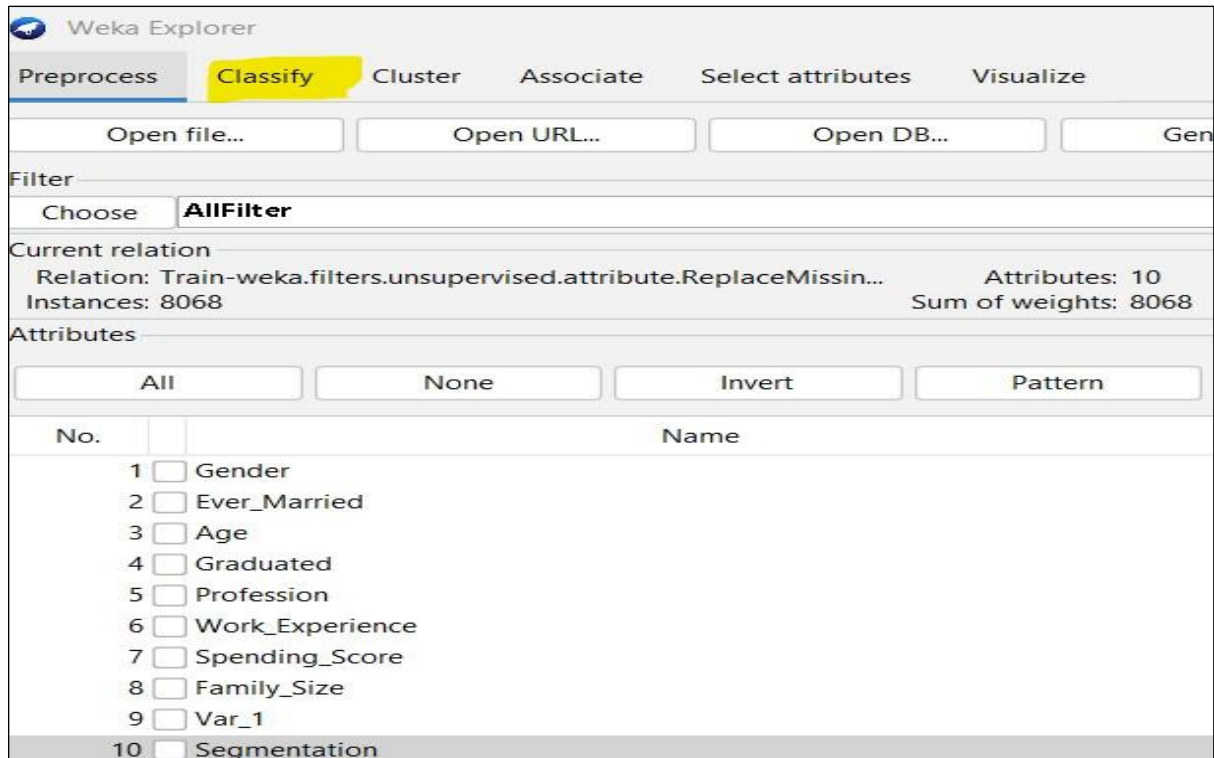 Weka Explorer
Preprocess Classify Cluster Associate Select attributes Visualize
Open file... Open URL... Open DB... Gen
Filter
Choose AllFilter
Current relation
Relation: Train-weka.filters.unsupervised.attribute.ReplaceMissin... Attributes: 10
Instances: 8068 Sum of weights: 8068
Attributes
All None Invert Pattern
No. Name
1 Gender
2 Ever_Married
3 Age
4 Graduated
5 Profession
6 Work_Experience
7 Spending_Score
8 Family_Size
9 Var_1
10 Segmentation